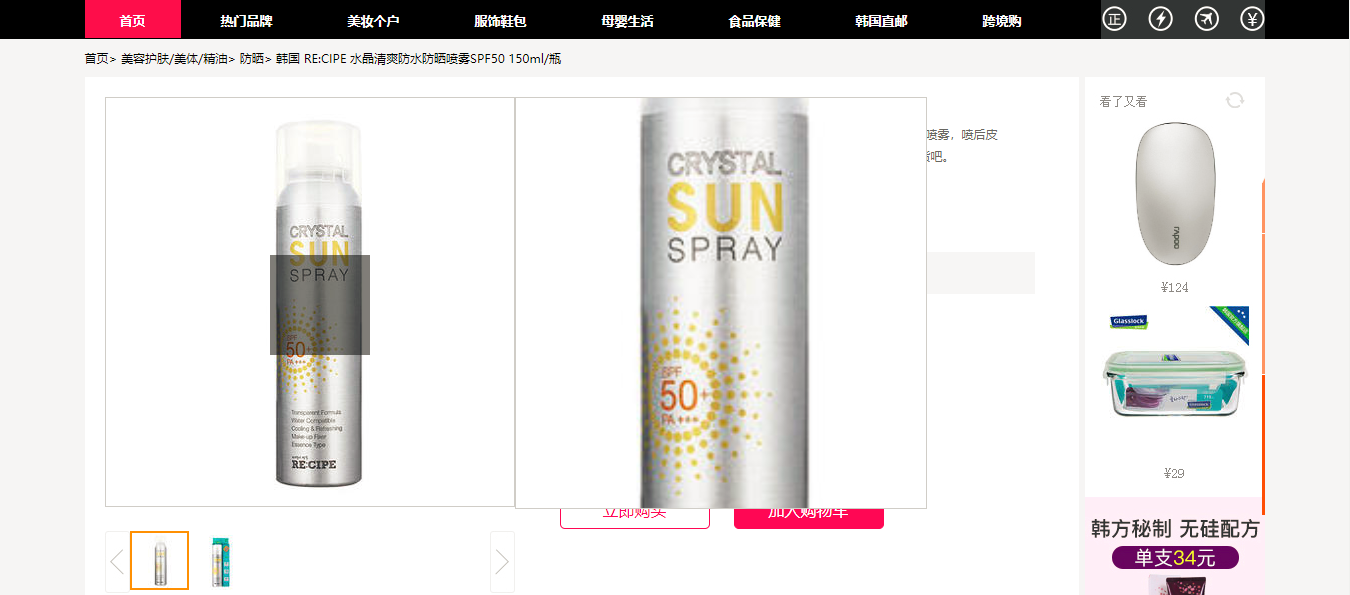 首页 热门品牌 美妆个户 服饰鞋包 母婴生活 食品保健 韩国直邮 跨境购 正 ¥
首页> 美容护肤/美体/精油> 防晒> 韩国 RE:CIPE 水晶清爽防水防晒喷雾SPF50 150ml/瓶
CRYSTAL
SUN
SPRAY
SPF
50+
PA+++
Transparent Formula
Water Compatible
Cooling & Refreshing
Make-up Fixer
Essence Type
RE:CIPE
CRYSTAL
SUN
SPRAY
SPF
50+
PA+++
喷雾，喷后皮
货吧。
立即购买 加入购物车
看了又看
rapoo
¥124
Glasslock
¥29
韩方秘制 无硅配方
单支34元